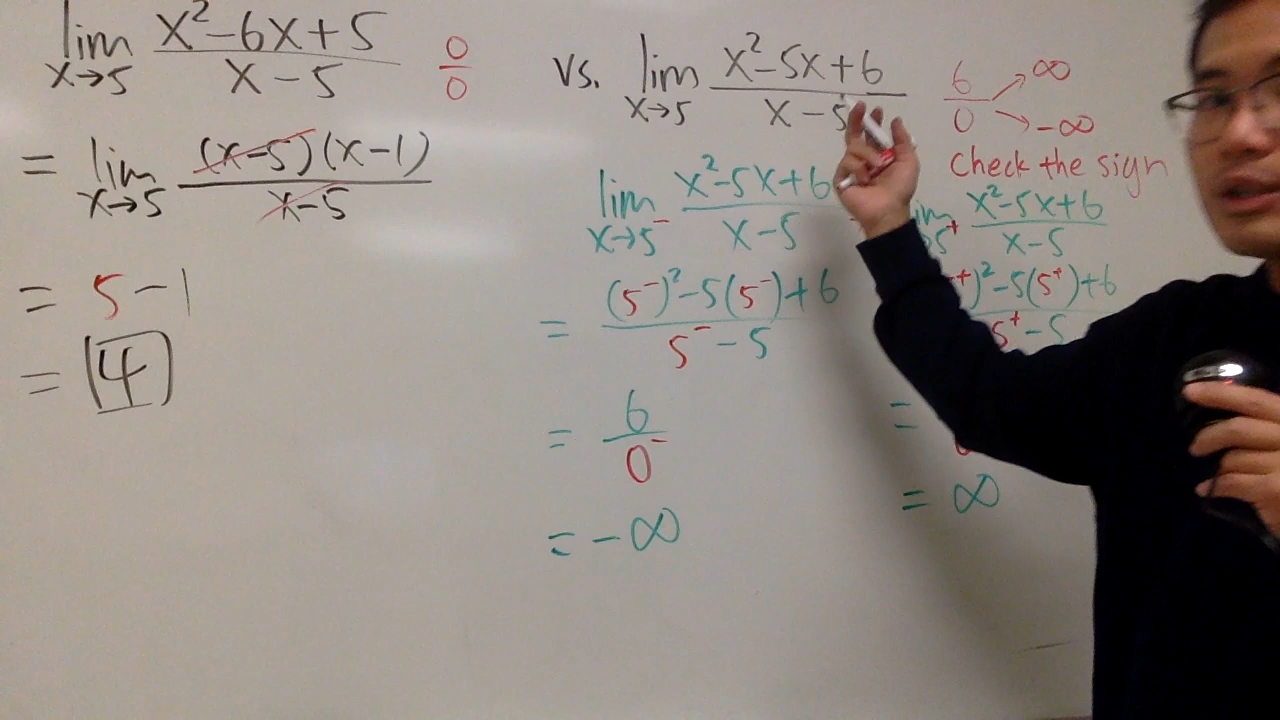 lim x→5 (x²-6x+5)/(x-5) 0/0
= lim x→5 (x-5)(x-1)/(x-5)
= 5-1
= 4
vs. lim x→5 (x²-5x+6)/(x-5) 6/0 → ∞ → -∞
Check the sign
lim x→5⁻ (x²-5x+6)/(x-5)
= ((5⁻)²-5(5⁻)+6)/(5⁻-5)
= 6/0⁻
= -∞
5⁺ (x²-5x+6)/(x-5)
⁺)²-5(5⁺)+6 / 5⁺-5
=
= ∞